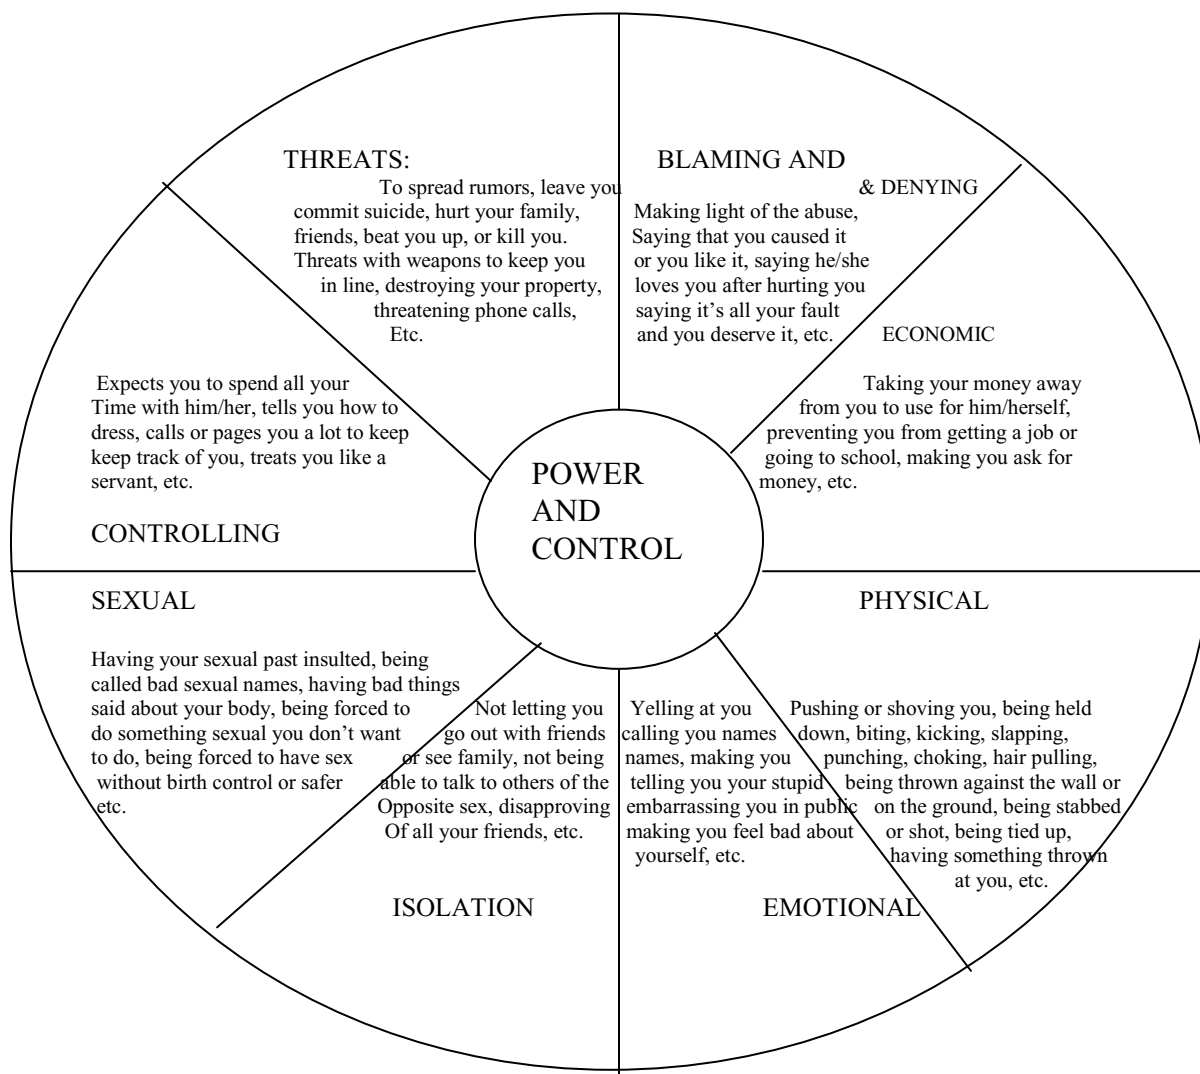 THREATS:
To spread rumors, leave you
commit suicide, hurt your family,
friends, beat you up, or kill you.
Threats with weapons to keep you
in line, destroying your property,
threatening phone calls,
Etc.
BLAMING AND
& DENYING
Making light of the abuse,
Saying that you caused it
or you like it, saying he/she
loves you after hurting you
saying it's all your fault
and you deserve it, etc.
ECONOMIC
Taking your money away
from you to use for him/herself,
preventing you from getting a job or
going to school, making you ask for
money, etc.
Expects you to spend all your
Time with him/her, tells you how to
dress, calls or pages you a lot to keep
keep track of you, treats you like a
servant, etc.
CONTROLLING
POWER
AND
CONTROL
SEXUAL
Having your sexual past insulted, being
called bad sexual names, having bad things
said about your body, being forced to
do something sexual you don't want
to do, being forced to have sex
without birth control or safer
etc.
Not letting you
go out with friends
or see family, not being
able to talk to others of the
Opposite sex, disapproving
Of all your friends, etc.
ISOLATION
Yelling at you
calling you names
names, making you
telling you your stupid
embarrassing you in public
making you feel bad about
yourself, etc.
EMOTIONAL
PHYSICAL
Pushing or shoving you, being held
down, biting, kicking, slapping,
punching, choking, hair pulling,
being thrown against the wall or
on the ground, being stabbed
or shot, being tied up,
having something thrown
at you, etc.